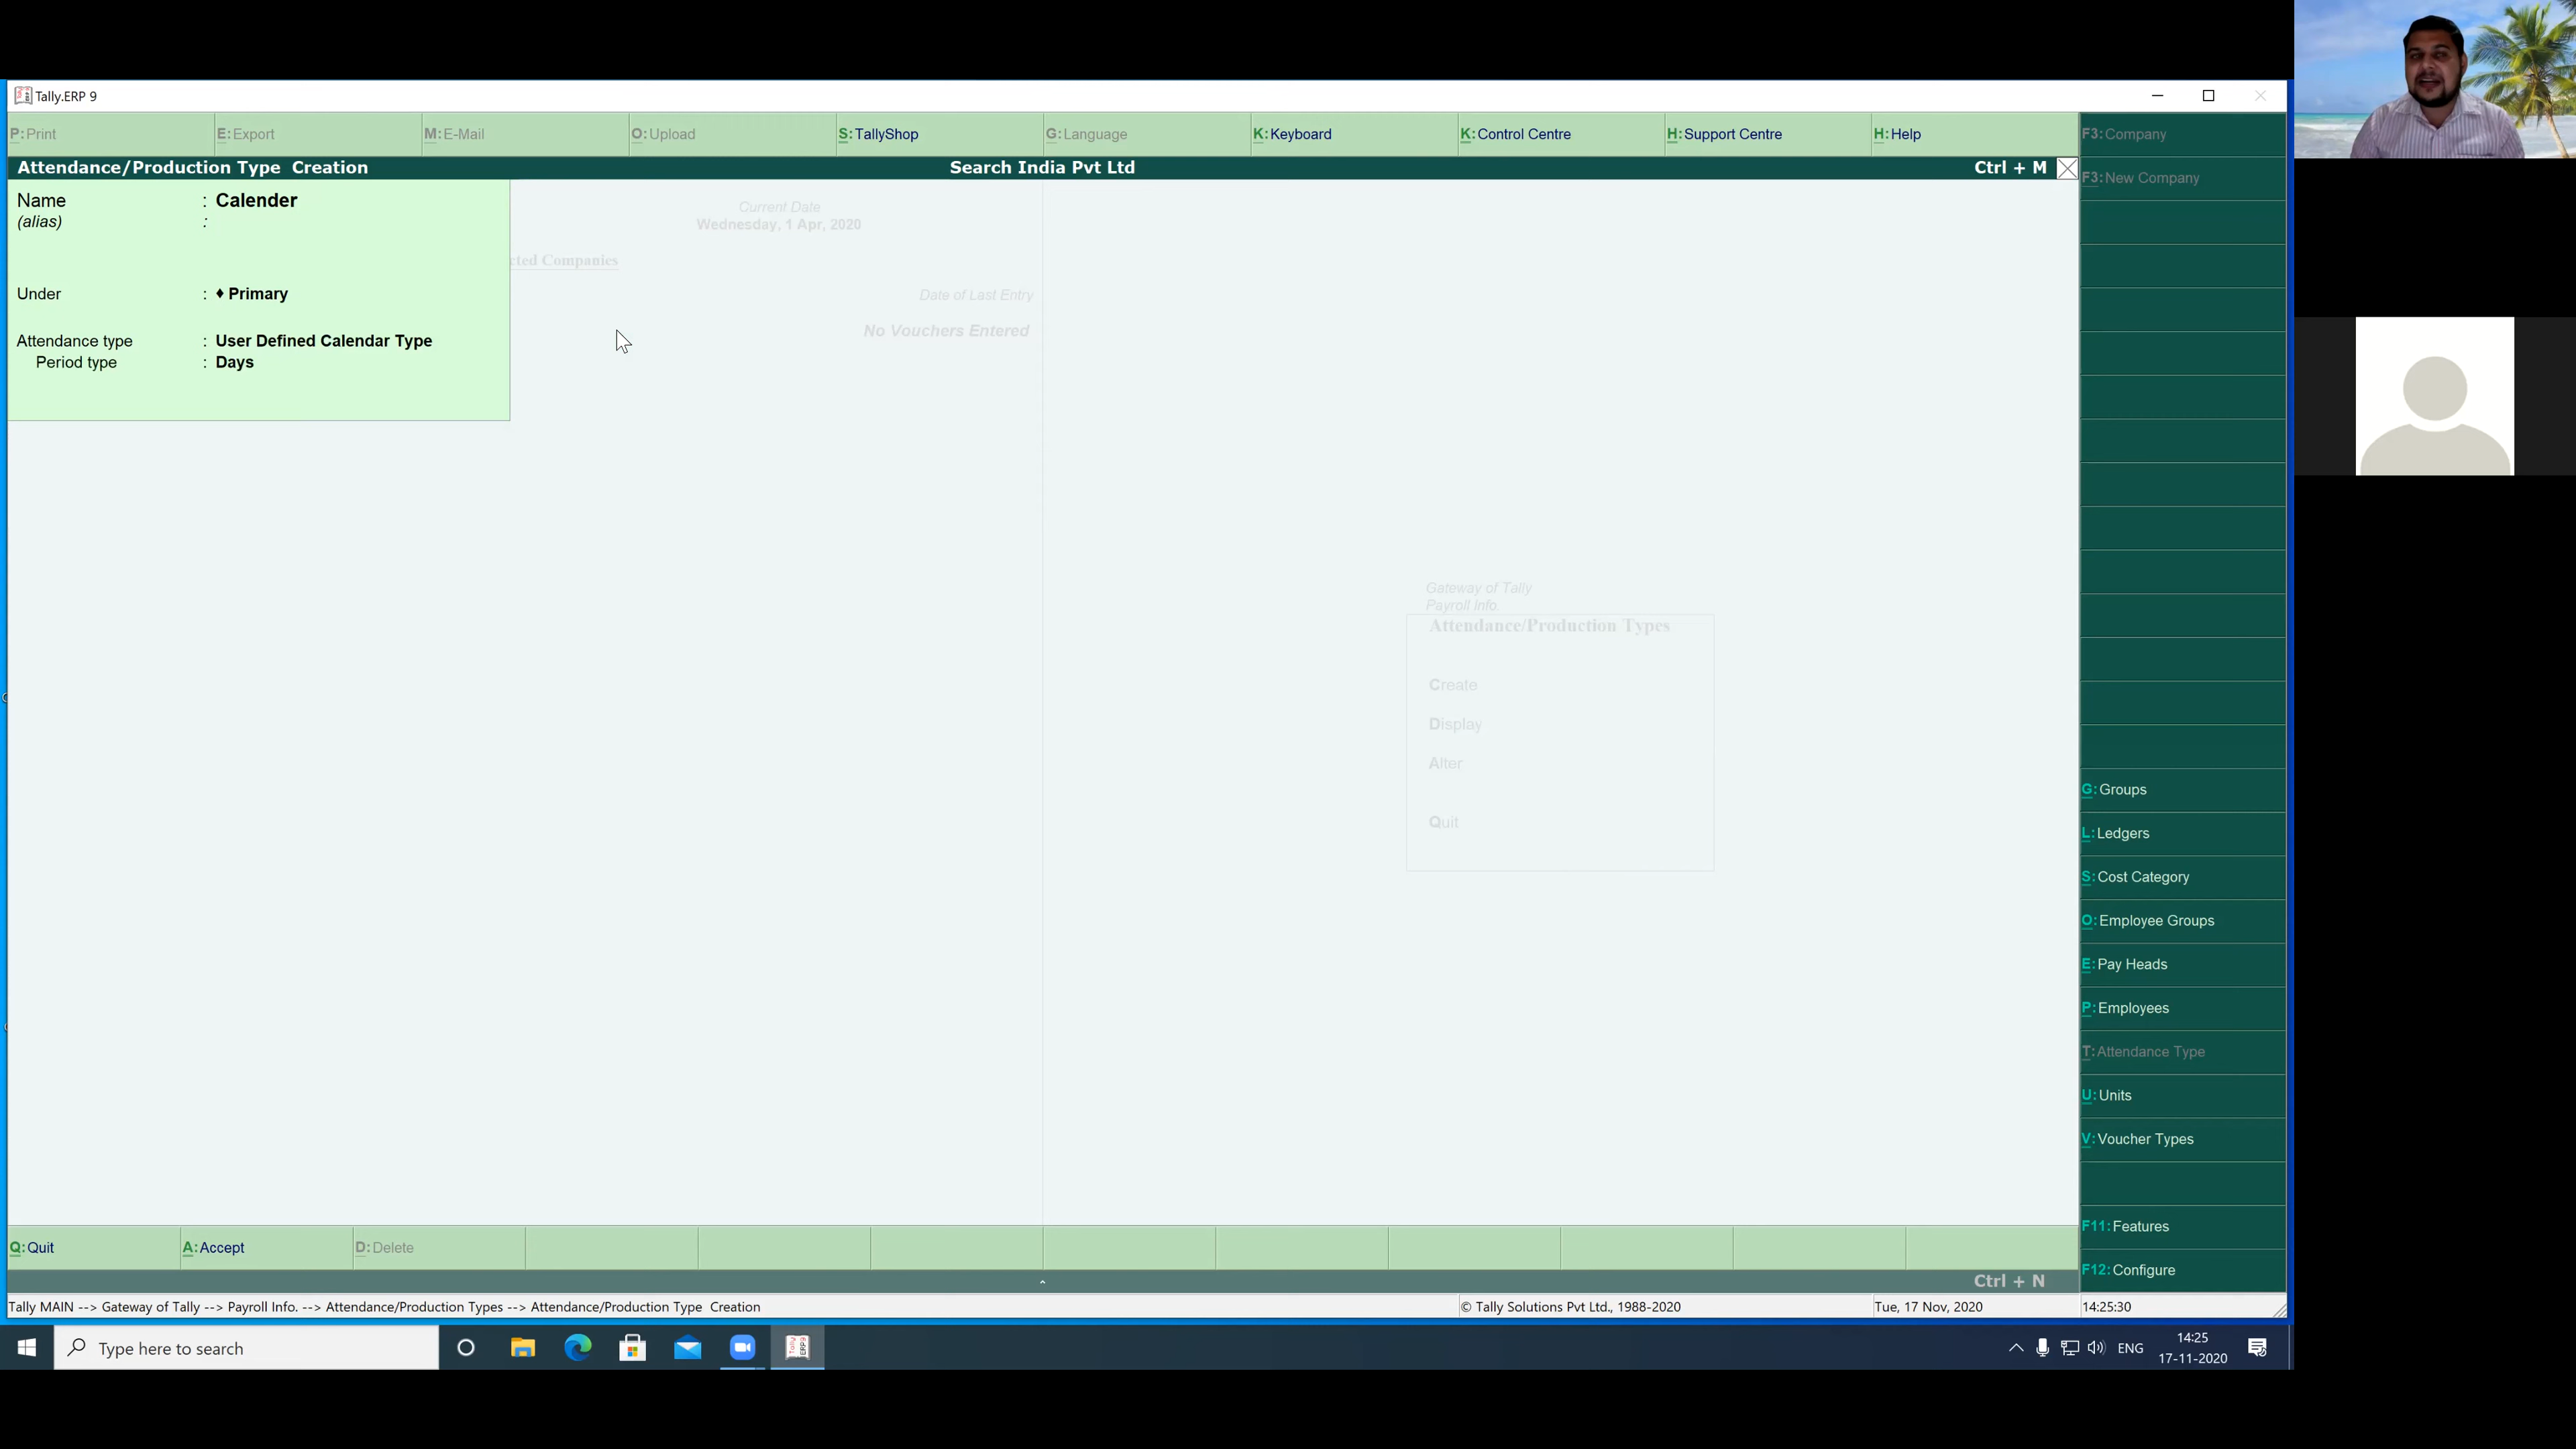 Tally.ERP 9
P: Print E: Export M: E-Mail O: Upload S: TallyShop G: Language K: Keyboard K: Control Centre H: Support Centre H: Help F3: Company
Attendance/Production Type Creation Search India Pvt Ltd Ctrl + M
F3: New Company
Name : Calender
(alias) :
Current Date
Wednesday, 1 Apr, 2020
cted Companies
Under : ♦ Primary
Date of Last Entry
No Vouchers Entered
Attendance type : User Defined Calendar Type
Period type : Days
Gateway of Tally
Payroll Info.
Attendance/Production Types
Create
Display
Alter
Quit
G: Groups
L: Ledgers
S: Cost Category
O: Employee Groups
E: Pay Heads
P: Employees
T: Attendance Type
U: Units
V: Voucher Types
F11: Features
F12: Configure
Q: Quit A: Accept D: Delete
Ctrl + N
Tally MAIN --> Gateway of Tally --> Payroll Info. --> Attendance/Production Types --> Attendance/Production Type Creation © Tally Solutions Pvt Ltd., 1988-2020 Tue, 17 Nov, 2020 14:25:30
Type here to search
ENG
14:25
17-11-2020